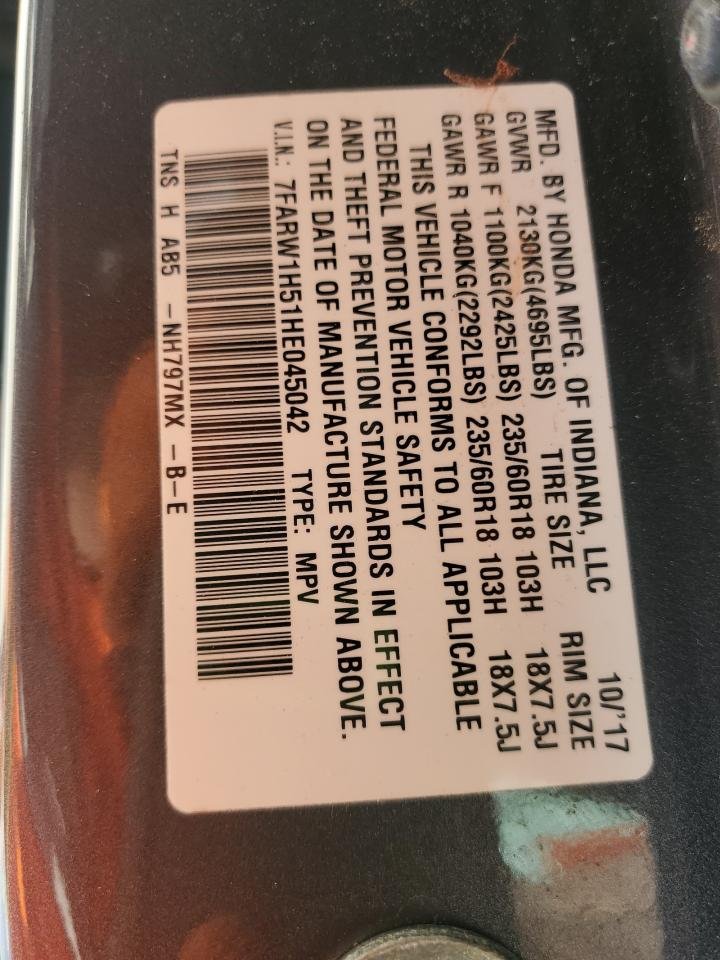 MFD. BY HONDA MFG. OF INDIANA, LLC 10/'17
GVWR 2130KG(4695LBS) TIRE SIZE RIM SIZE
GAWR F 1100KG(2425LBS) 235/60R18 103H 18X7.5J
GAWR R 1040KG(2292LBS) 235/60R18 103H 18X7.5J
THIS VEHICLE CONFORMS TO ALL APPLICABLE
FEDERAL MOTOR VEHICLE SAFETY
AND THEFT PREVENTION STANDARDS IN EFFECT
ON THE DATE OF MANUFACTURE SHOWN ABOVE.
V.I.N.: 7FARW1H51HE045042 TYPE: MPV
TNS H AB5 -NH797MX -B-E